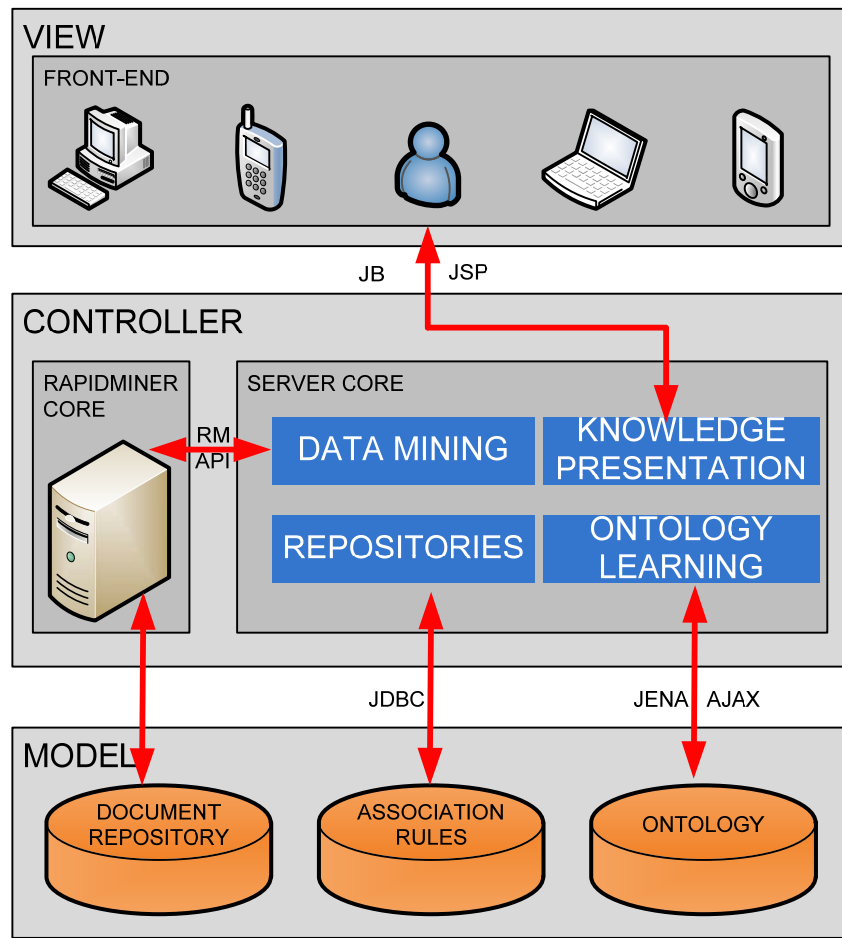 VIEW
FRONT-END
JB
JSP
CONTROLLER
RAPIDMINER
CORE
SERVER CORE
RM
API
DATA MINING
KNOWLEDGE
PRESENTATION
REPOSITORIES
ONTOLOGY
LEARNING
JDBC
JENA
AJAX
MODEL
DOCUMENT
REPOSITORY
ASSOCIATION
RULES
ONTOLOGY